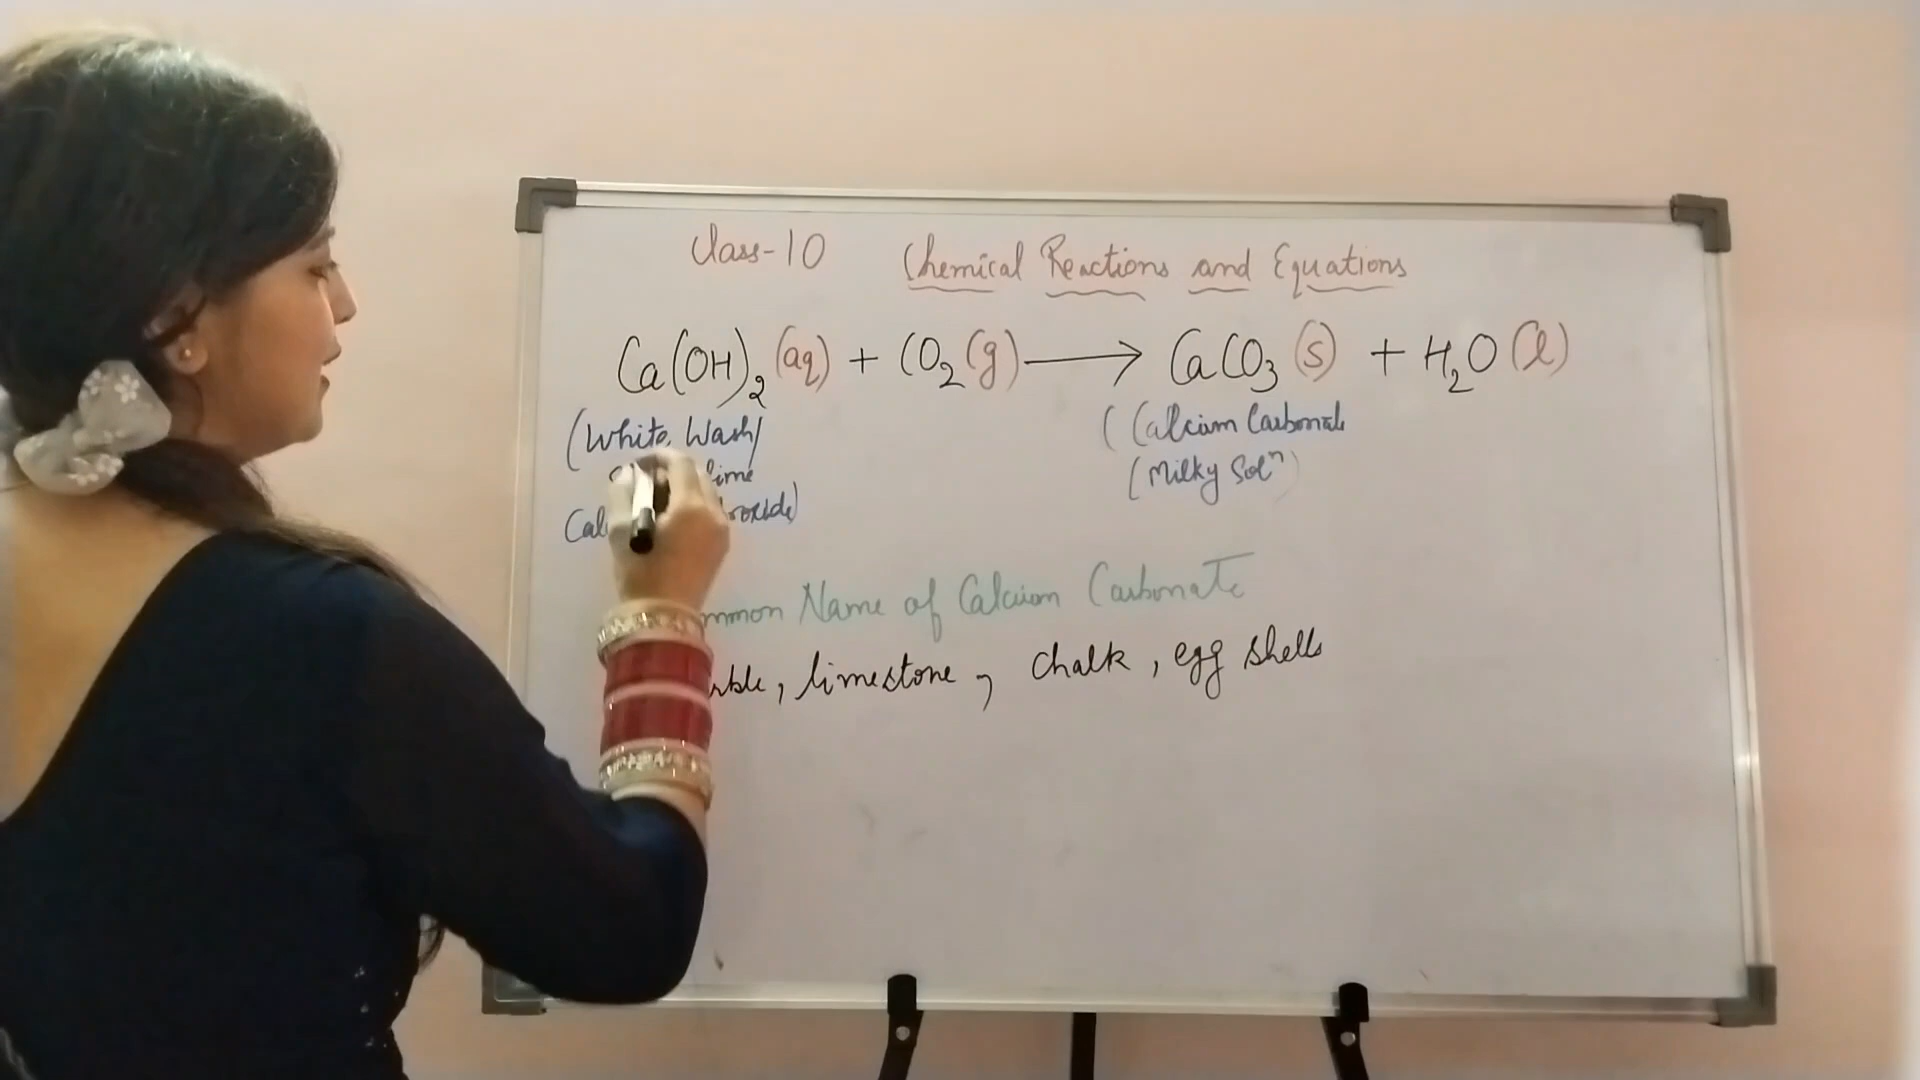 Class-10 Chemical Reactions and Equations
Ca(OH)2 (aq) + CO2 (g) ⟶ CaCO3 (s) + H2O (l)
(White Wash/ ( Calcium Carbonate
lime (Milky Soln)
Name of Calcium Carbonate
, limestone, chalk, egg shells